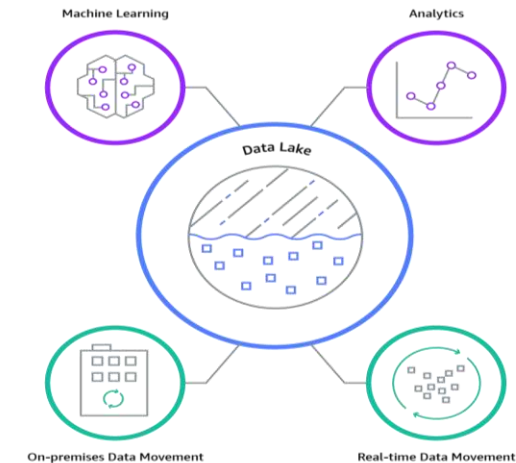 Machine Learning
Analytics
Data Lake
On-premises Data Movement
Real-time Data Movement